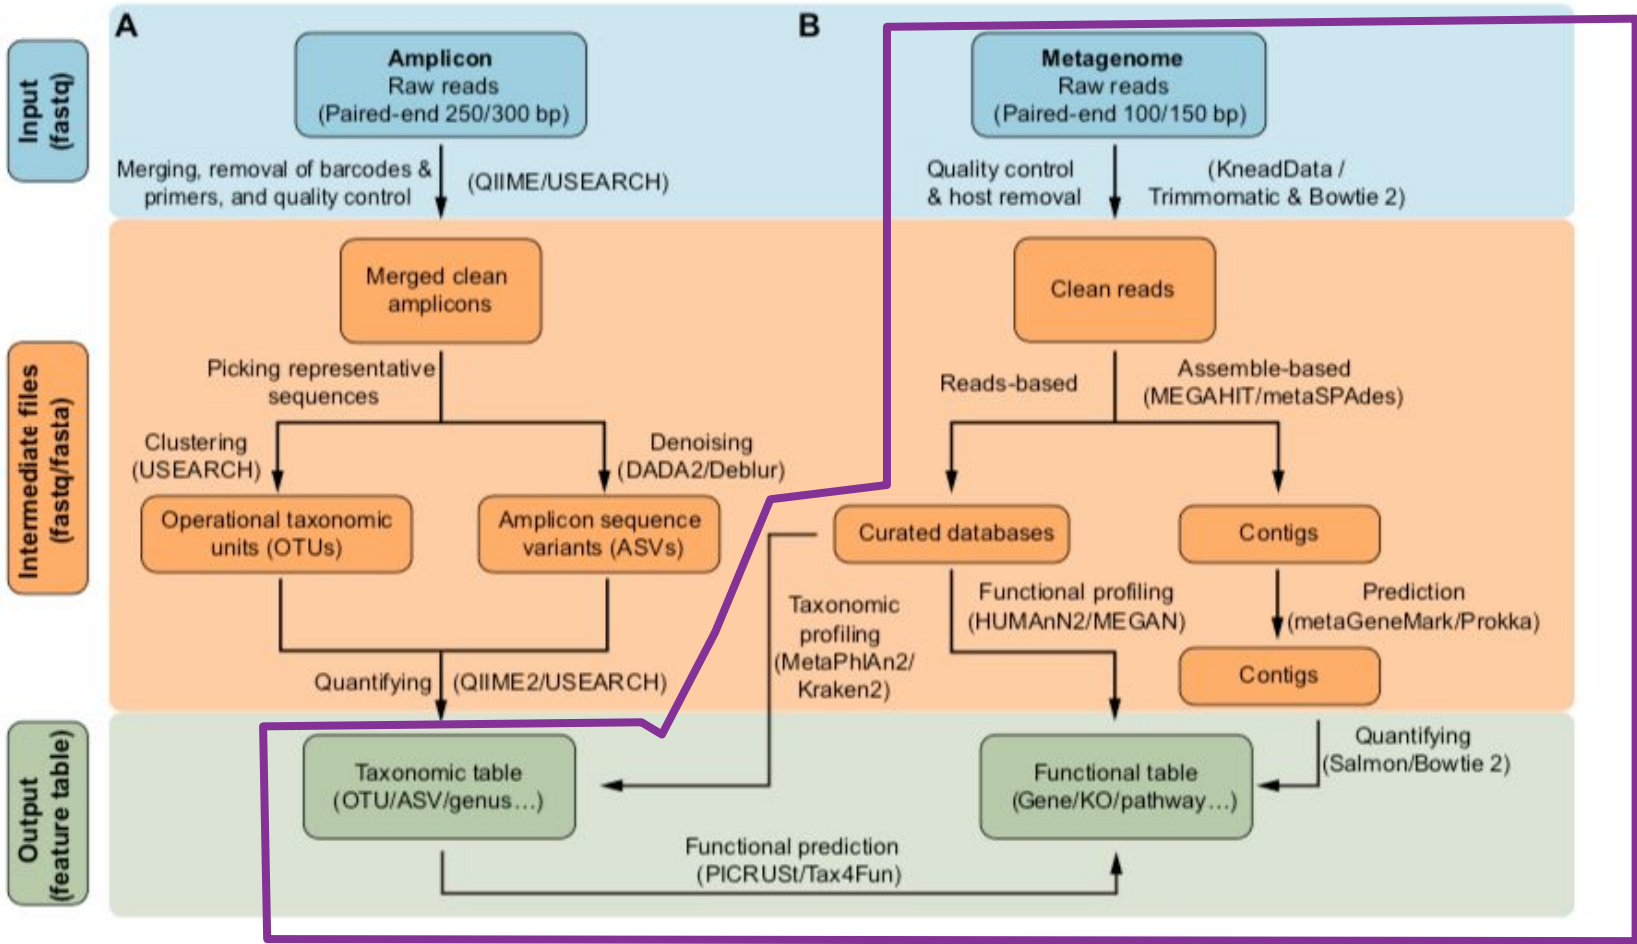 A
B
Input
(fastq)
Amplicon
Raw reads
(Paired-end 250/300 bp)
Metagenome
Raw reads
(Paired-end 100/150 bp)
Merging, removal of barcodes &
primers, and quality control
(QIIME/USEARCH)
Quality control
& host removal
(KneadData /
Trimmomatic & Bowtie 2)
Intermediate files
(fastq/fasta)
Merged clean
amplicons
Clean reads
Picking representative
sequences
Reads-based
Assemble-based
(MEGAHIT/metaSPAdes)
Clustering
(USEARCH)
Denoising
(DADA2/Deblur)
Operational taxonomic
units (OTUs)
Amplicon sequence
variants (ASVs)
Curated databases
Contigs
Taxonomic
profiling
(MetaPhlAn2/
Kraken2)
Functional profiling
(HUMAnN2/MEGAN)
Prediction
(metaGeneMark/Prokka)
Contigs
Quantifying
(QIIME2/USEARCH)
Output
(feature table)
Taxonomic table
(OTU/ASV/genus...)
Functional table
(Gene/KO/pathway...)
Quantifying
(Salmon/Bowtie 2)
Functional prediction
(PICRUSt/Tax4Fun)